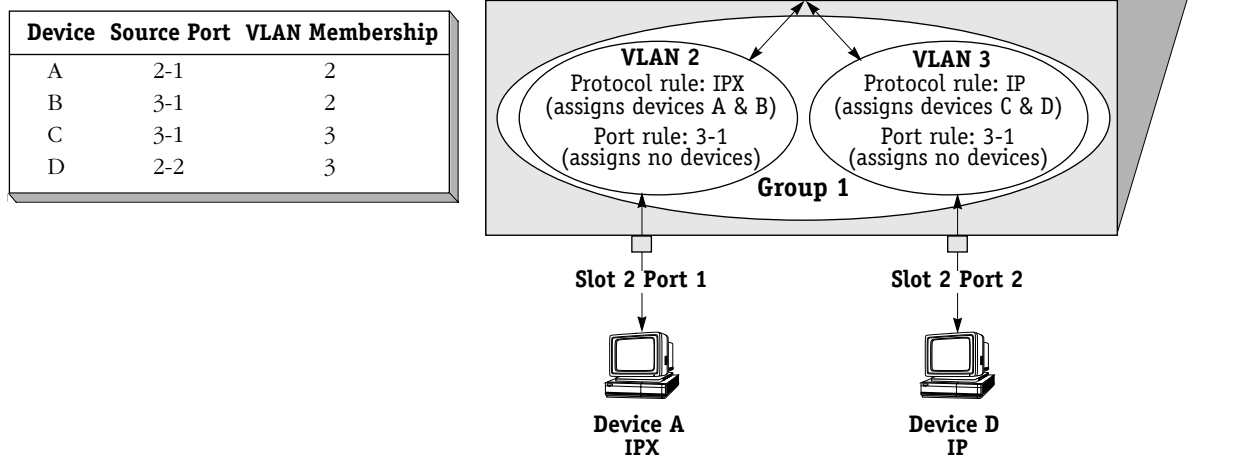 Device Source Port VLAN Membership
A 2-1 2
B 3-1 2
C 3-1 3
D 2-2 3
VLAN 2
Protocol rule: IPX
(assigns devices A & B)
Port rule: 3-1
(assigns no devices)
VLAN 3
Protocol rule: IP
(assigns devices C & D)
Port rule: 3-1
(assigns no devices)
Group 1
Slot 2 Port 1
Slot 2 Port 2
Device A
IPX
Device D
IP